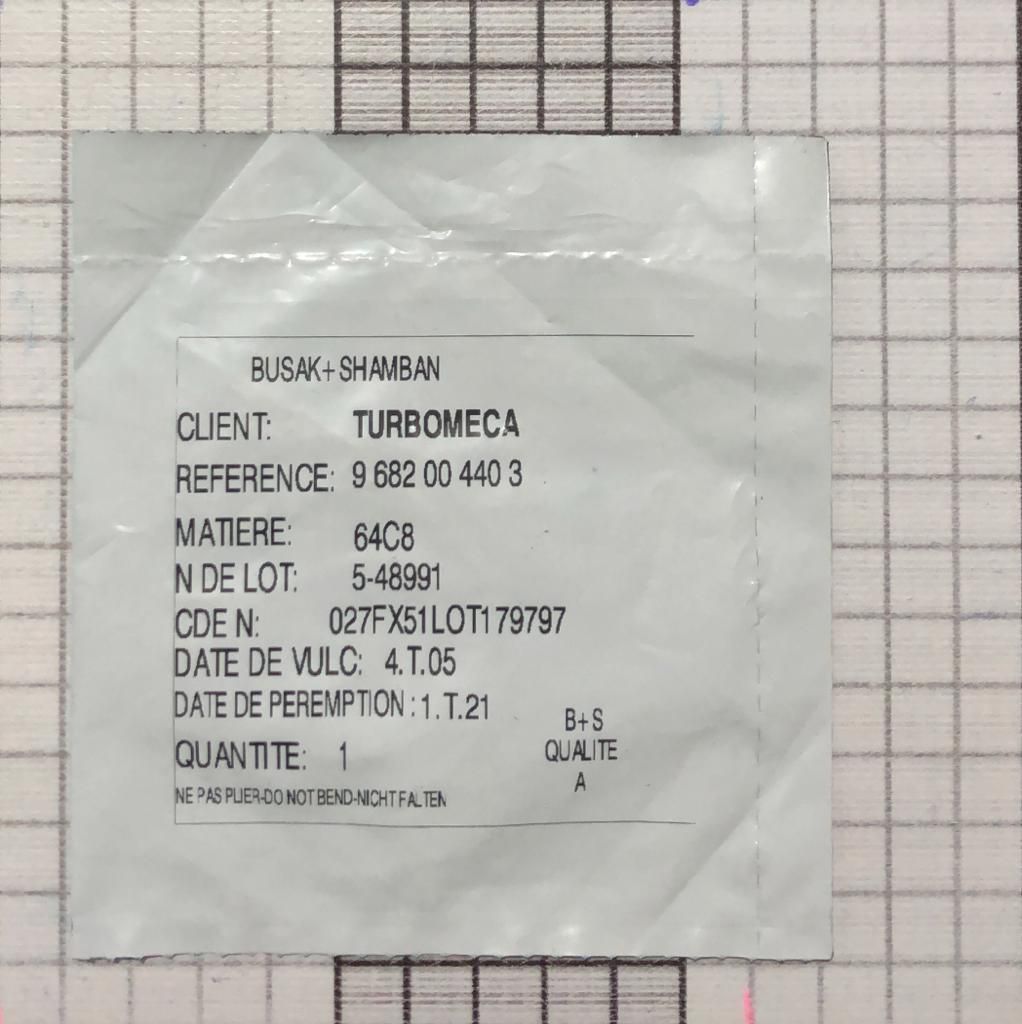 BUSAK+SHAMBAN
CLIENT: TURBOMECA
REFERENCE: 9 682 00 440 3
MATIERE: 64C8
N DE LOT: 5-48991
CDE N: 027FX51LOT179797
DATE DE VULC: 4.T.05
DATE DE PEREMPTION : 1.T.21
QUANTITE: 1
B+S
QUALITE
A
NE PAS PLIER-DO NOT BEND-NICHT FALTEN